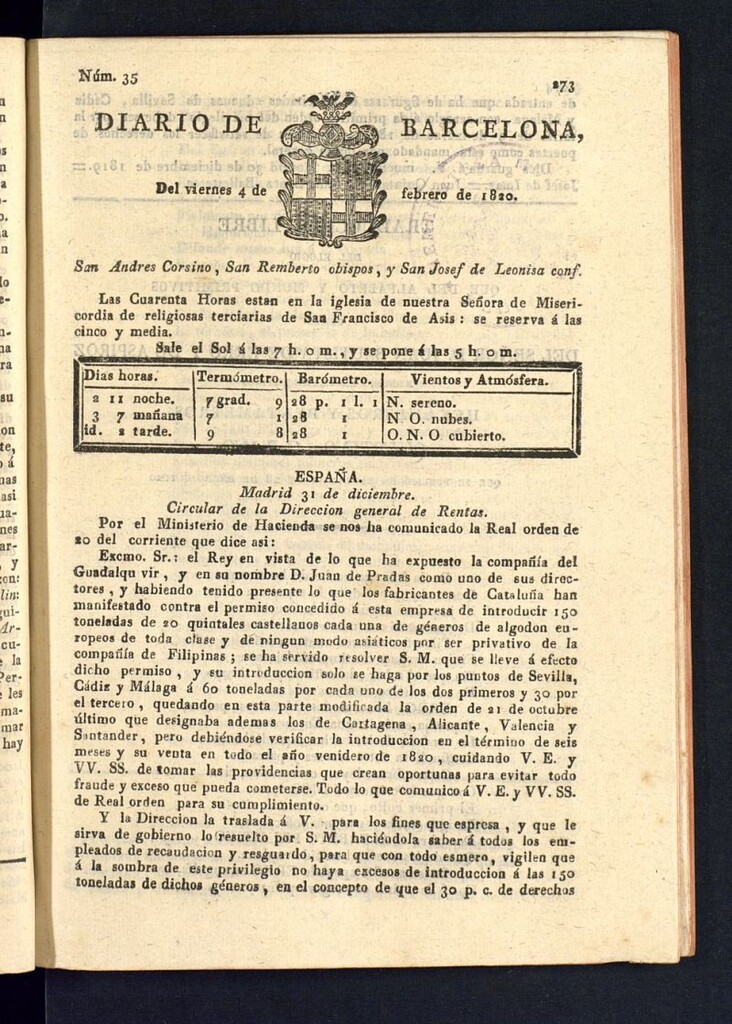 Núm. 35
273
DIARIO DE BARCELONA,
Del viernes 4 de febrero de 1820.
San Andres Corsino, San Remberto obispos, y San Josef de Leonisa conf.
Las Cuarenta Horas estan en la iglesia de nuestra Señora de Miseri-
cordia de religiosas terciarias de San Francisco de Asis: se reserva á las
cinco y media.
Sale el Sol á las 7 h. 0 m., y se pone á las 5 h. 0 m.
Dias horas. Termómetro. Barómetro. Vientos y Atmósfera.
2 11 noche. 7 grad. 9 28 p. 1 l. 1 N. sereno.
3 7 mañana 7 1 28 1 N O. nubes.
id. 2 tarde. 9 8 28 1 O. N. O cubierto.
ESPAÑA.
Madrid 31 de diciembre.
Circular de la Direccion general de Rentas.
Por el Ministerio de Hacienda se nos ha comunicado la Real orden de
20 del corriente que dice asi:
Excmo. Sr.: el Rey en vista de lo que ha expuesto la compañía del
Guadalqu vir, y en su nombre D. Juan de Pradas como uno de sus direc-
tores, y habiendo tenido presente lo que los fabricantes de Cataluña han
manifestado contra el permiso concedido á esta empresa de introducir 150
toneladas de 20 quintales castellanos cada una de géneros de algodon eu-
ropeos de toda clase y de ningun modo asiáticos por ser privativo de la
compañía de Filipinas; se ha servido resolver S. M. que se lleve á efecto
dicho permiso, y su introduccion solo se haga por los puntos de Sevilla,
Cádiz y Málaga á 60 toneladas por cada uno de los dos primeros y 30 por
el tercero, quedando en esta parte modificada la orden de 21 de octubre
último que designaba ademas los de Cartagena, Alicante, Valencia y
Santander, pero debiéndose verificar la introduccion en el término de seis
meses y su venta en todo el año venidero de 1820, cuidando V. E. y
VV. SS. de tomar las providencias que crean oportunas para evitar todo
fraude y exceso que pueda cometerse. Todo lo que comunico á V. E. y VV. SS.
de Real orden para su cumplimiento.
Y la Direccion la traslada á V. para los fines que espresa, y que le
sirva de gobierno lo resuelto por S. M. haciéndola saber á todos los em-
pleados de recaudacion y resguardo, para que con todo esmero, vigilen que
á la sombra de este privilegio no haya excesos de introduccion á las 150
toneladas de dichos géneros, en el concepto de que el 30 p. c. de derechos